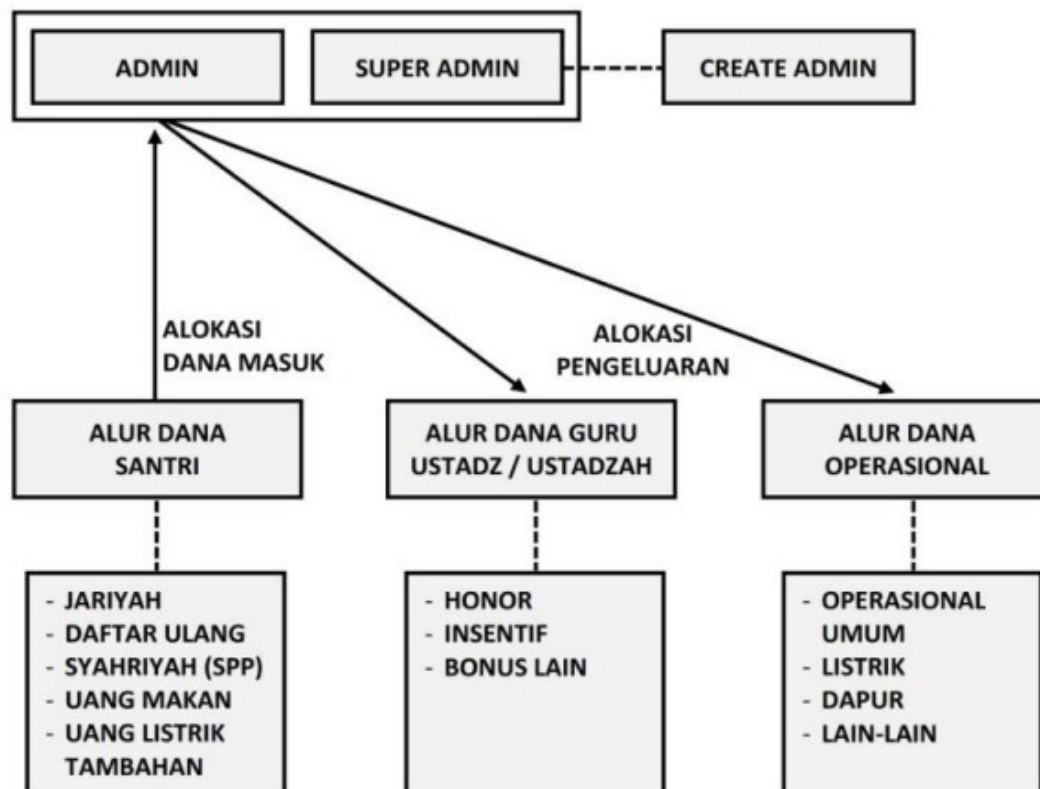 ADMIN
SUPER ADMIN
CREATE ADMIN
ALOKASI
DANA MASUK
ALOKASI
PENGELUARAN
ALUR DANA
SANTRI
ALUR DANA GURU
USTADZ / USTADZAH
ALUR DANA
OPERASIONAL
- JARIYAH
- DAFTAR ULANG
- SYAHRIYAH (SPP)
- UANG MAKAN
- UANG LISTRIK
TAMBAHAN
- HONOR
- INSENTIF
- BONUS LAIN
- OPERASIONAL
UMUM
- LISTRIK
- DAPUR
- LAIN-LAIN